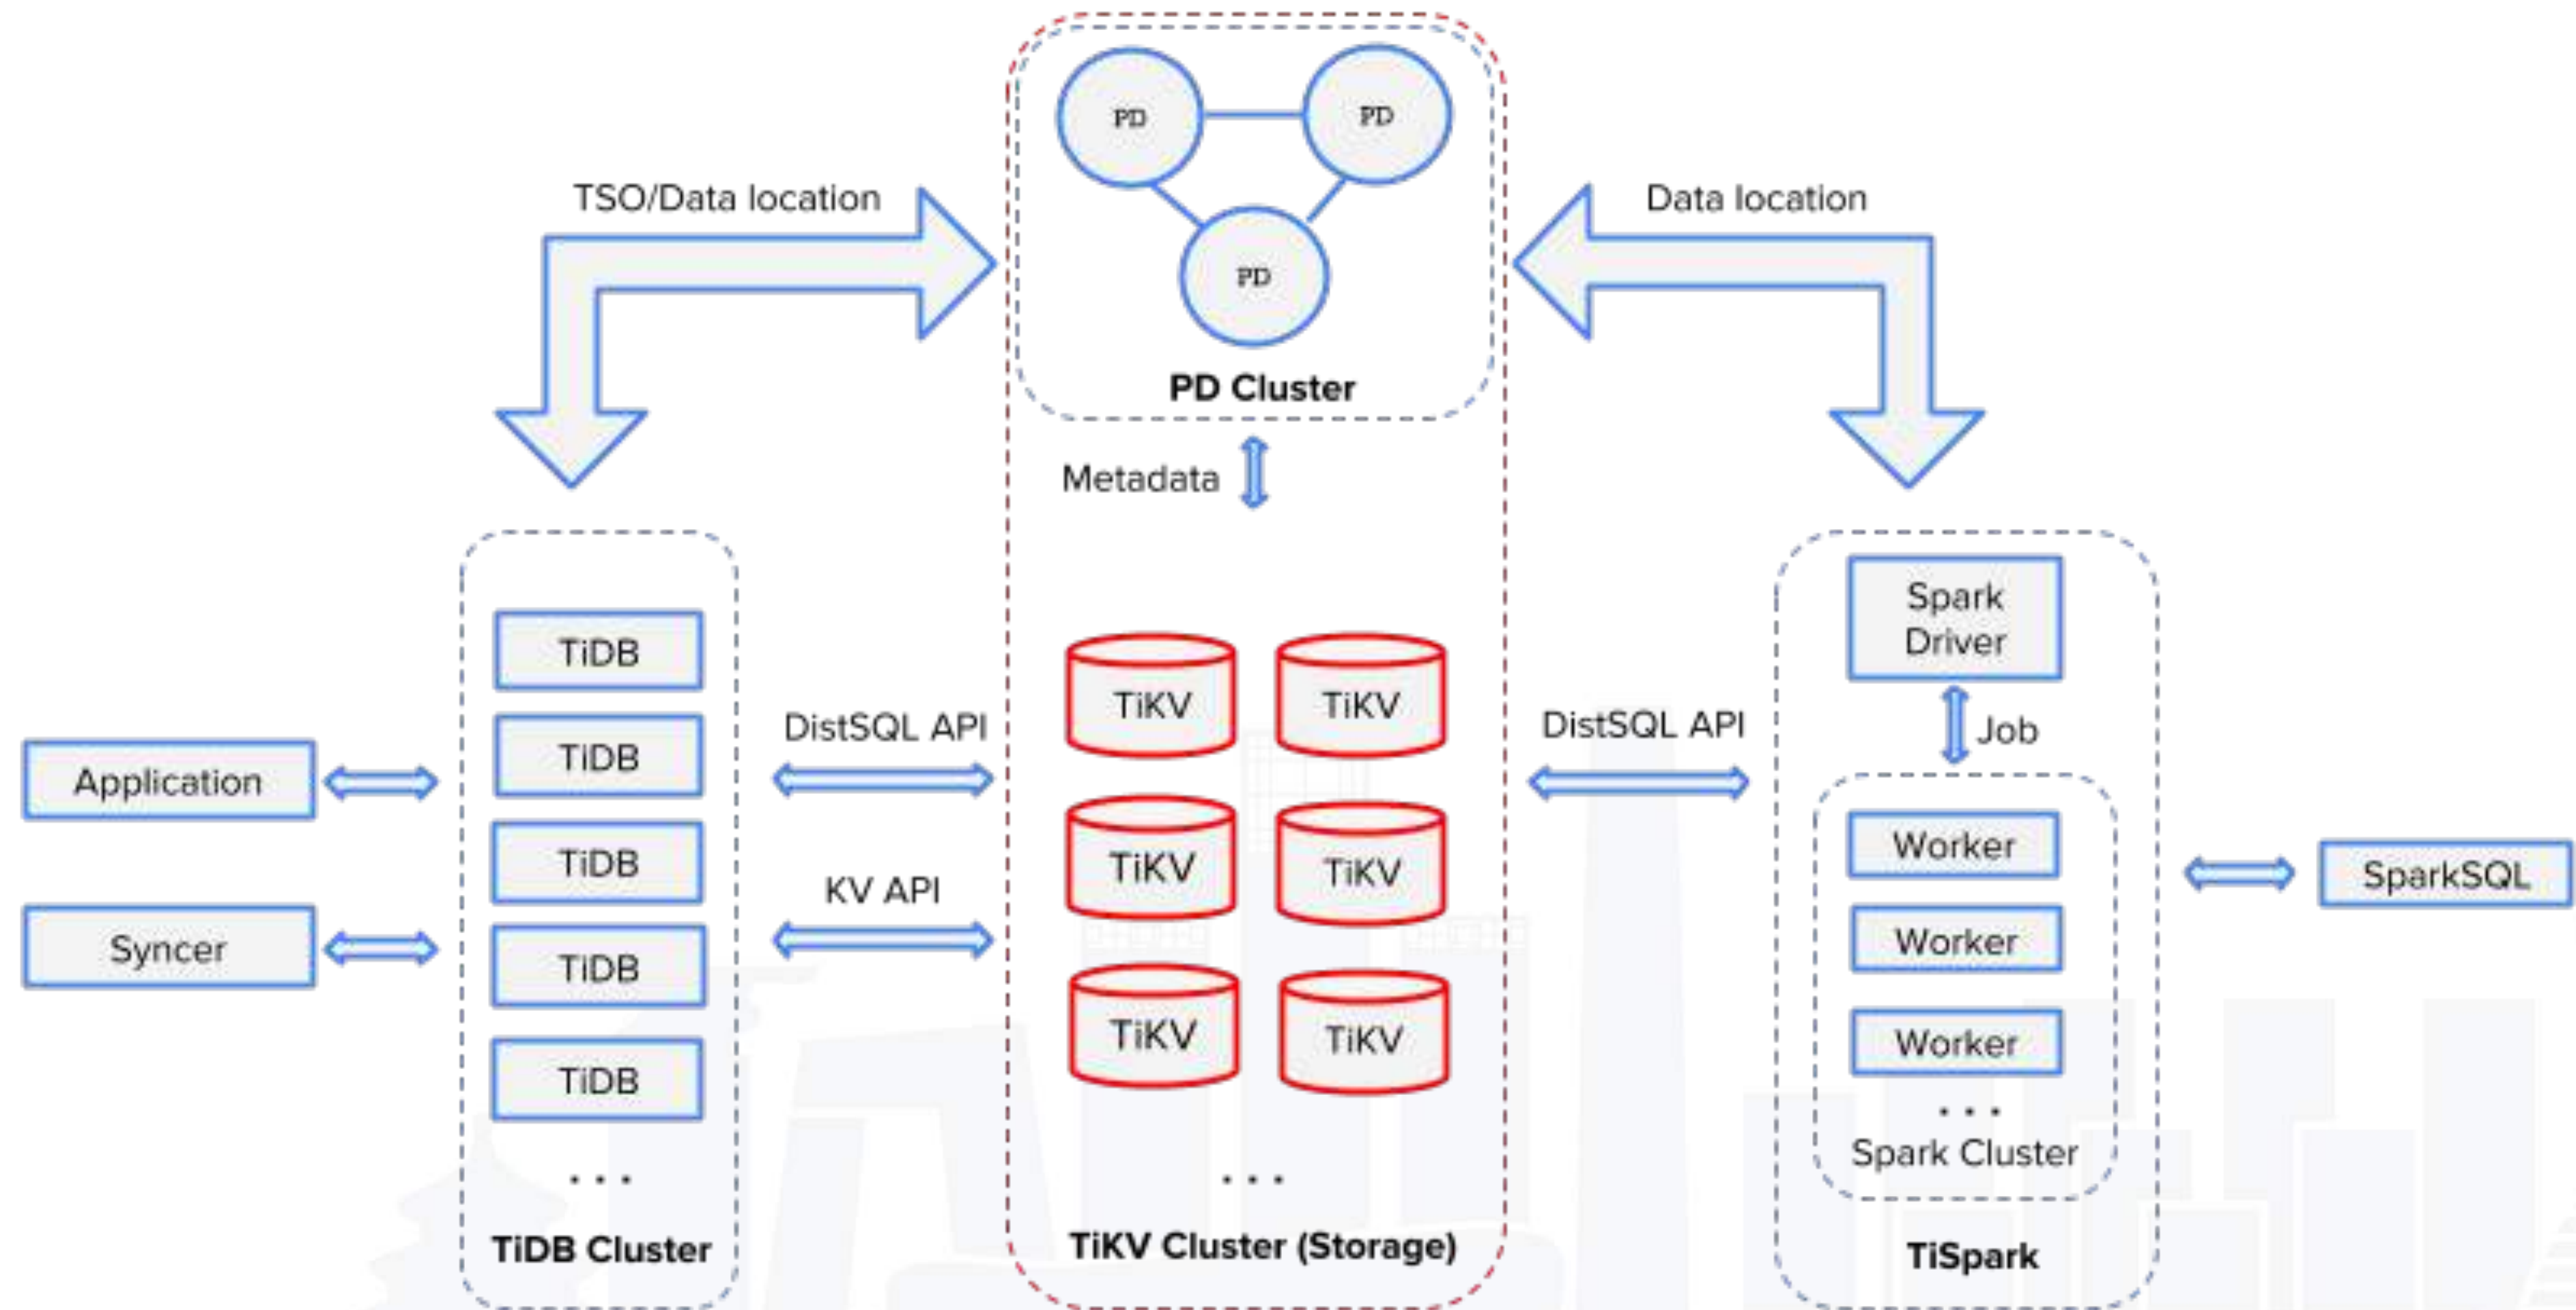 PD
PD
PD
PD Cluster
TSO/Data location
Data location
Metadata
Application
Syncer
TiDB
TiDB
TiDB
TiDB
TiDB
. . .
TiDB Cluster
DistSQL API
KV API
TiKV
TiKV
TiKV
TiKV
TiKV
TiKV
. . .
TiKV Cluster (Storage)
DistSQL API
Spark
Driver
Job
Worker
Worker
Worker
. . .
Spark Cluster
TiSpark
SparkSQL